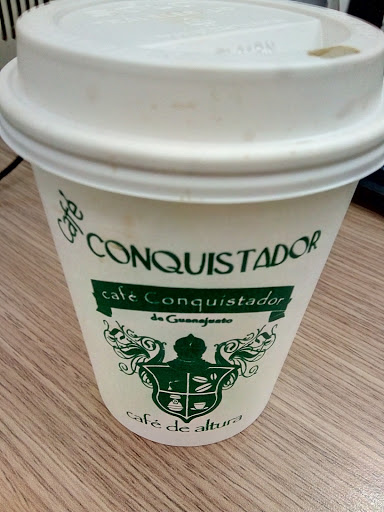 café CONQUISTADOR
café Conquistador
de Guanajuato
café de altura